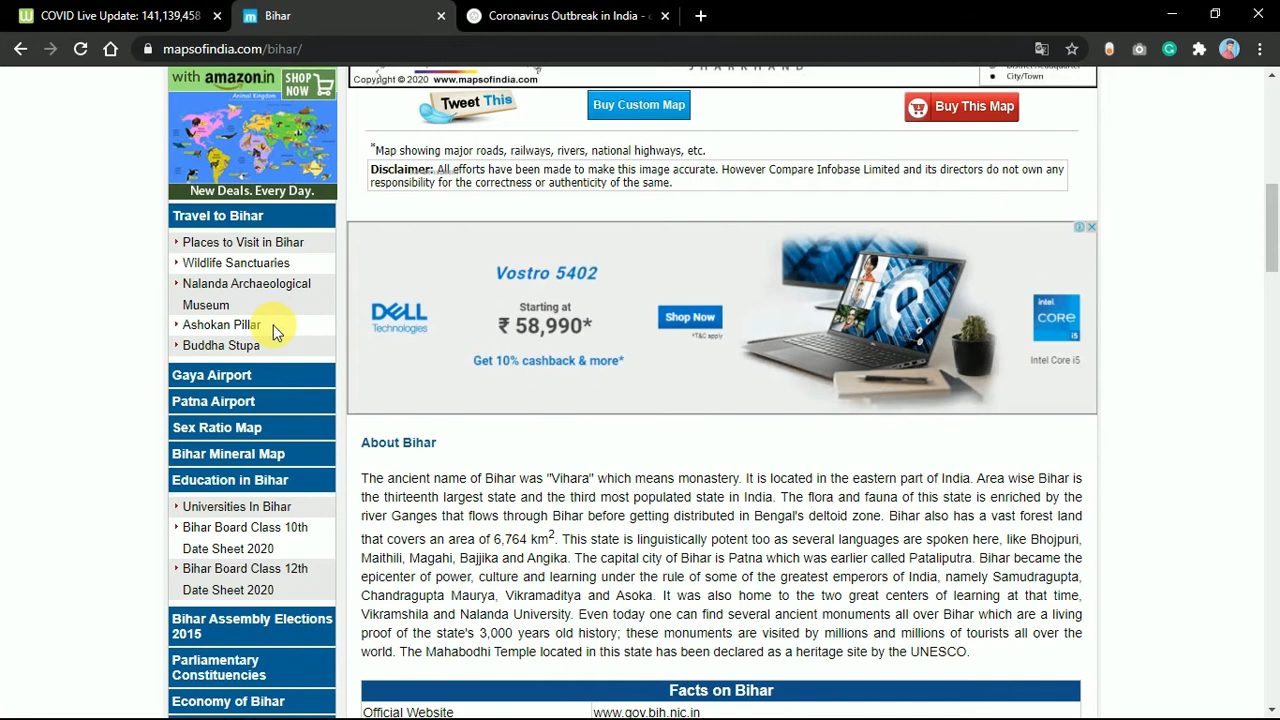 COVID Live Update: 141,139,458
Bihar
Coronavirus Outbreak in India -
mapsofindia.com/bihar/
with amazon.in SHOP NOW
Animal Kingdom
New Deals. Every Day.
Travel to Bihar
Places to Visit in Bihar
Wildlife Sanctuaries
Nalanda Archaeological
Museum
Ashokan Pillar
Buddha Stupa
Gaya Airport
Patna Airport
Sex Ratio Map
Bihar Mineral Map
Education in Bihar
Universities In Bihar
Bihar Board Class 10th
Date Sheet 2020
Bihar Board Class 12th
Date Sheet 2020
Bihar Assembly Elections
2015
Parliamentary
Constituencies
Economy of Bihar
JHARKHAND
Copyright © 2020 www.mapsofindia.com
City/Town
Tweet This
Buy Custom Map
Buy This Map
*Map showing major roads, railways, rivers, national highways, etc.
Disclaimer: All efforts have been made to make this image accurate. However Compare Infobase Limited and its directors do not own any
responsibility for the correctness or authenticity of the same.
DELL
Technologies
Vostro 5402
Starting at
₹ 58,990*
Get 10% cashback & more*
Shop Now
*T&C apply
intel
CORE
i5
Intel Core i5
About Bihar
The ancient name of Bihar was "Vihara" which means monastery. It is located in the eastern part of India. Area wise Bihar is
the thirteenth largest state and the third most populated state in India. The flora and fauna of this state is enriched by the
river Ganges that flows through Bihar before getting distributed in Bengal's deltoid zone. Bihar also has a vast forest land
that covers an area of 6,764 km2. This state is linguistically potent too as several languages are spoken here, like Bhojpuri,
Maithili, Magahi, Bajjika and Angika. The capital city of Bihar is Patna which was earlier called Pataliputra. Bihar became the
epicenter of power, culture and learning under the rule of some of the greatest emperors of India, namely Samudragupta,
Chandragupta Maurya, Vikramaditya and Asoka. It was also home to the two great centers of learning at that time,
Vikramshila and Nalanda University. Even today one can find several ancient monuments all over Bihar which are a living
proof of the state's 3,000 years old history; these monuments are visited by millions and millions of tourists all over the
world. The Mahabodhi Temple located in this state has been declared as a heritage site by the UNESCO.
Facts on Bihar
Official Website www.gov.bih.nic.in